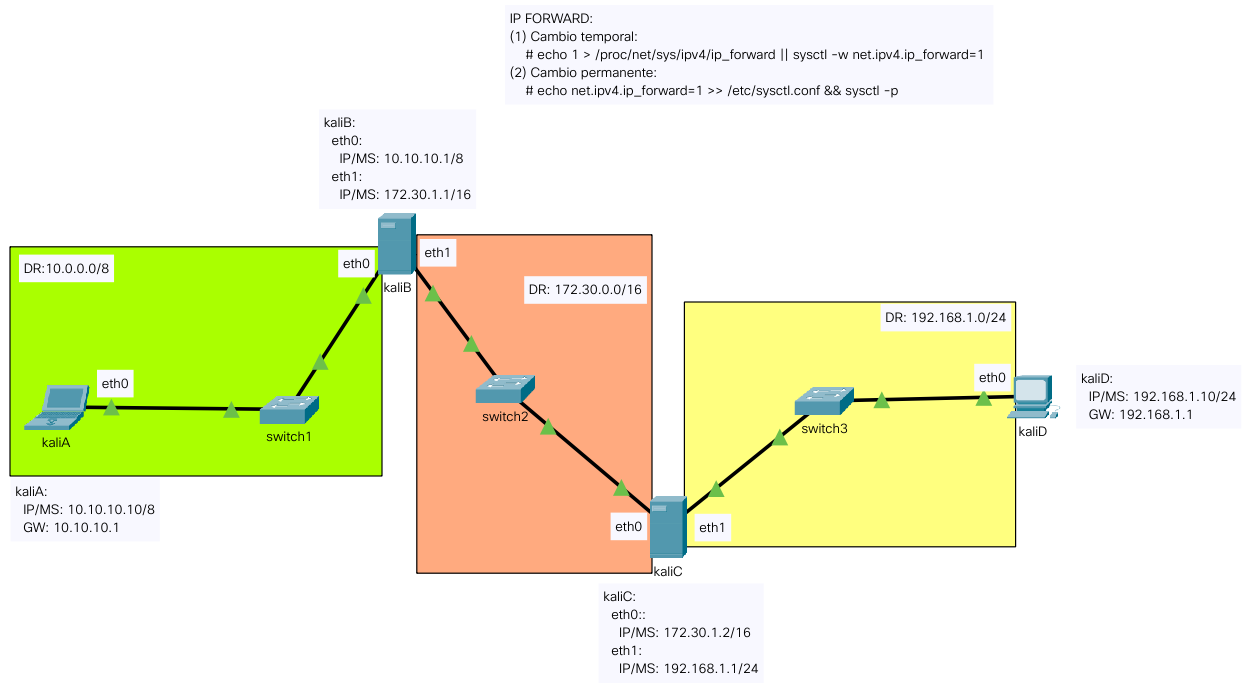 IP FORWARD:
(1) Cambio temporal:
# echo 1 > /proc/net/sys/ipv4/ip_forward || sysctl -w net.ipv4.ip_forward=1
(2) Cambio permanente:
# echo net.ipv4.ip_forward=1 >> /etc/sysctl.conf && sysctl -p
kaliB:
eth0:
IP/MS: 10.10.10.1/8
eth1:
IP/MS: 172.30.1.1/16
DR:10.0.0.0/8
eth0
eth1
kaliB
DR: 172.30.0.0/16
DR: 192.168.1.0/24
eth0
kaliA
switch1
switch2
switch3
eth0
kaliD
kaliD:
IP/MS: 192.168.1.10/24
GW: 192.168.1.1
kaliA:
IP/MS: 10.10.10.10/8
GW: 10.10.10.1
eth0
eth1
kaliC
kaliC:
eth0::
IP/MS: 172.30.1.2/16
eth1:
IP/MS: 192.168.1.1/24